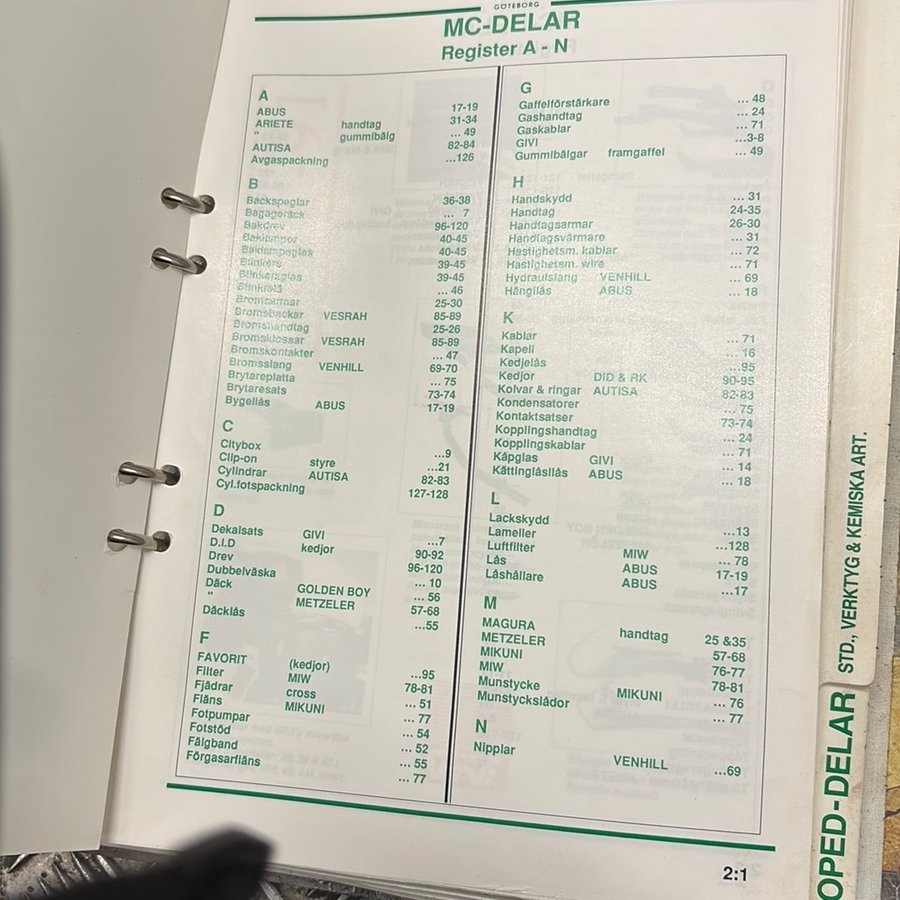 GÖTEBORG
MC-DELAR
Register A - N
A
ABUS 17-19
ARIETE handtag 31-34
" gummibälg ... 49
AUTISA 82-84
Avgaspackning ...126
B
Backspeglar 36-38
Bagageräck ... 7
Bakdrev 96-120
Baklampor 40-45
Baklampsglas 40-45
Blinkers 39-45
Blinkersglas 39-45
Blinkrelä ... 46
Bromsarmar 25-30
Bromsbackar VESRAH 85-89
Bromshandtag 25-26
Bromsklossar VESRAH 85-89
Bromskontakter ... 47
Bromsslang VENHILL 69-70
Brytareplatta ... 75
Brytaresats 73-74
Bygellås ABUS 17-19
C
Citybox ...9
Clip-on styre ...21
Cylindrar AUTISA 82-83
Cyl.fotspackning 127-128
D
Dekalsats GIVI ...7
D.I.D kedjor 90-92
Drev 96-120
Dubbelväska ... 10
Däck GOLDEN BOY ... 56
" METZELER 57-68
Däcklås ...55
F
FAVORIT (kedjor) ...95
Filter MIW 78-81
Fjädrar cross ... 51
Fläns MIKUNI ... 77
Fotpumpar ... 54
Fotstöd ... 52
Fälgband ... 55
Förgasarfläns ... 77
G
Gaffelförstärkare ... 48
Gashandtag ... 24
Gaskablar ... 71
GIVI ...3-8
Gummibälgar framgaffel ... 49
H
Handskydd ... 31
Handtag 24-35
Handtagsarmar 26-30
Handtagsvärmare ... 31
Hastighetsm. kablar ... 72
Hastighetsm. wire ... 71
Hydraulslang VENHILL ... 69
Hänglås ABUS ... 18
K
Kablar ... 71
Kapell ... 16
Kedjelås ...95
Kedjor DID & RK 90-95
Kolvar & ringar AUTISA 82-83
Kondensatorer ... 75
Kontaktsatser 73-74
Kopplingshandtag ... 24
Kopplingskablar ... 71
Kåpglas GIVI ... 14
Kättinglåsllås ABUS ... 18
L
Lackskydd ...13
Lameller ...128
Luftfilter MIW ... 78
Lås ABUS 17-19
Låshållare ABUS ...17
M
MAGURA handtag 25 &35
METZELER 57-68
MIKUNI 76-77
MIW 78-81
Munstycke MIKUNI ... 76
Munstyckslådor ... 77
N
Nipplar VENHILL ...69
2:1
STD., VERKTYG & KEMISKA ART.
OPED-DELAR